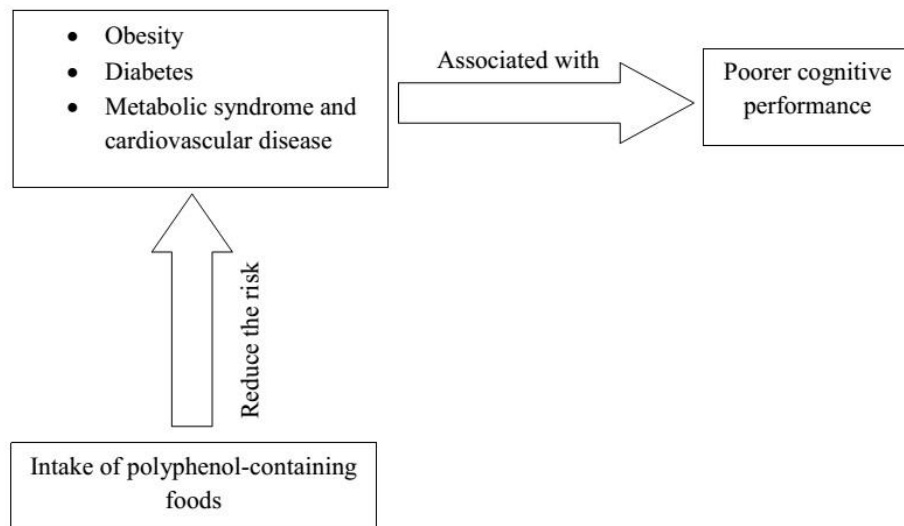 • Obesity
• Diabetes
• Metabolic syndrome and
cardiovascular disease
Associated with
Poorer cognitive
performance
Reduce the risk
Intake of polyphenol-containing
foods